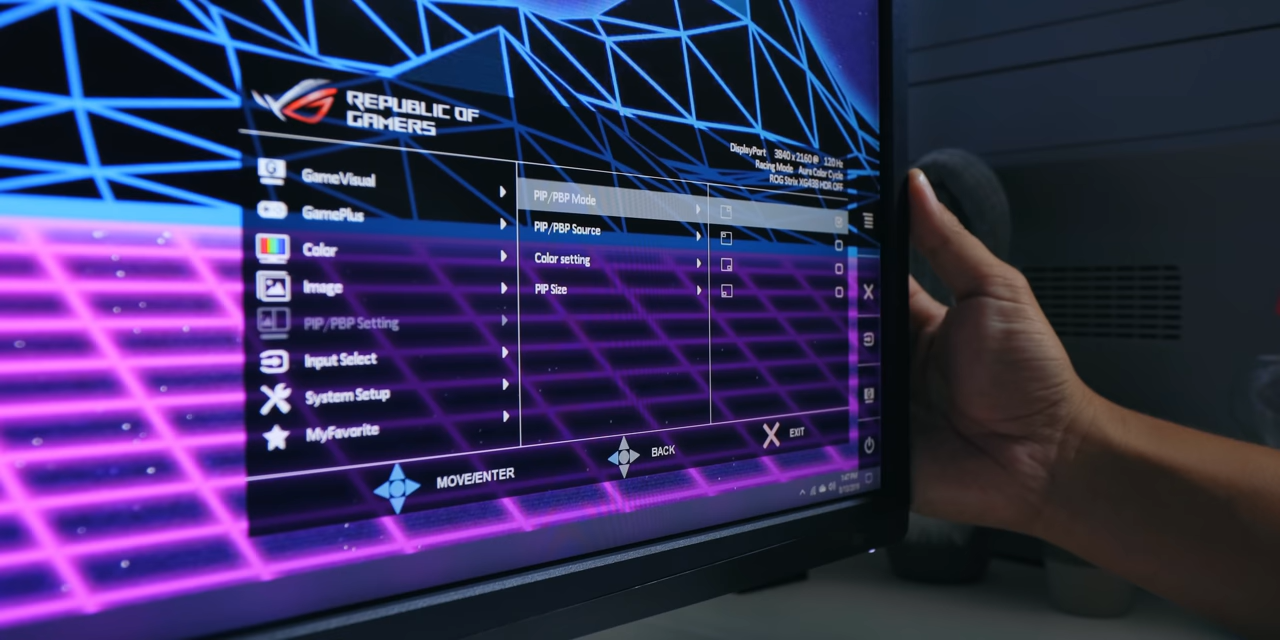 REPUBLIC OF
GAMERS
DisplayPort 3840 x 2160 @ 120 Hz
Racing Mode Aura Color Cycle
ROG Strix XG438 HDR OFF
GameVisual
GamePlus
Color
Image
PIP/PBP Setting
Input Select
System Setup
MyFavorite
PIP/PBP Mode
PIP/PBP Source
Color setting
PIP Size
MOVE/ENTER
BACK
EXIT